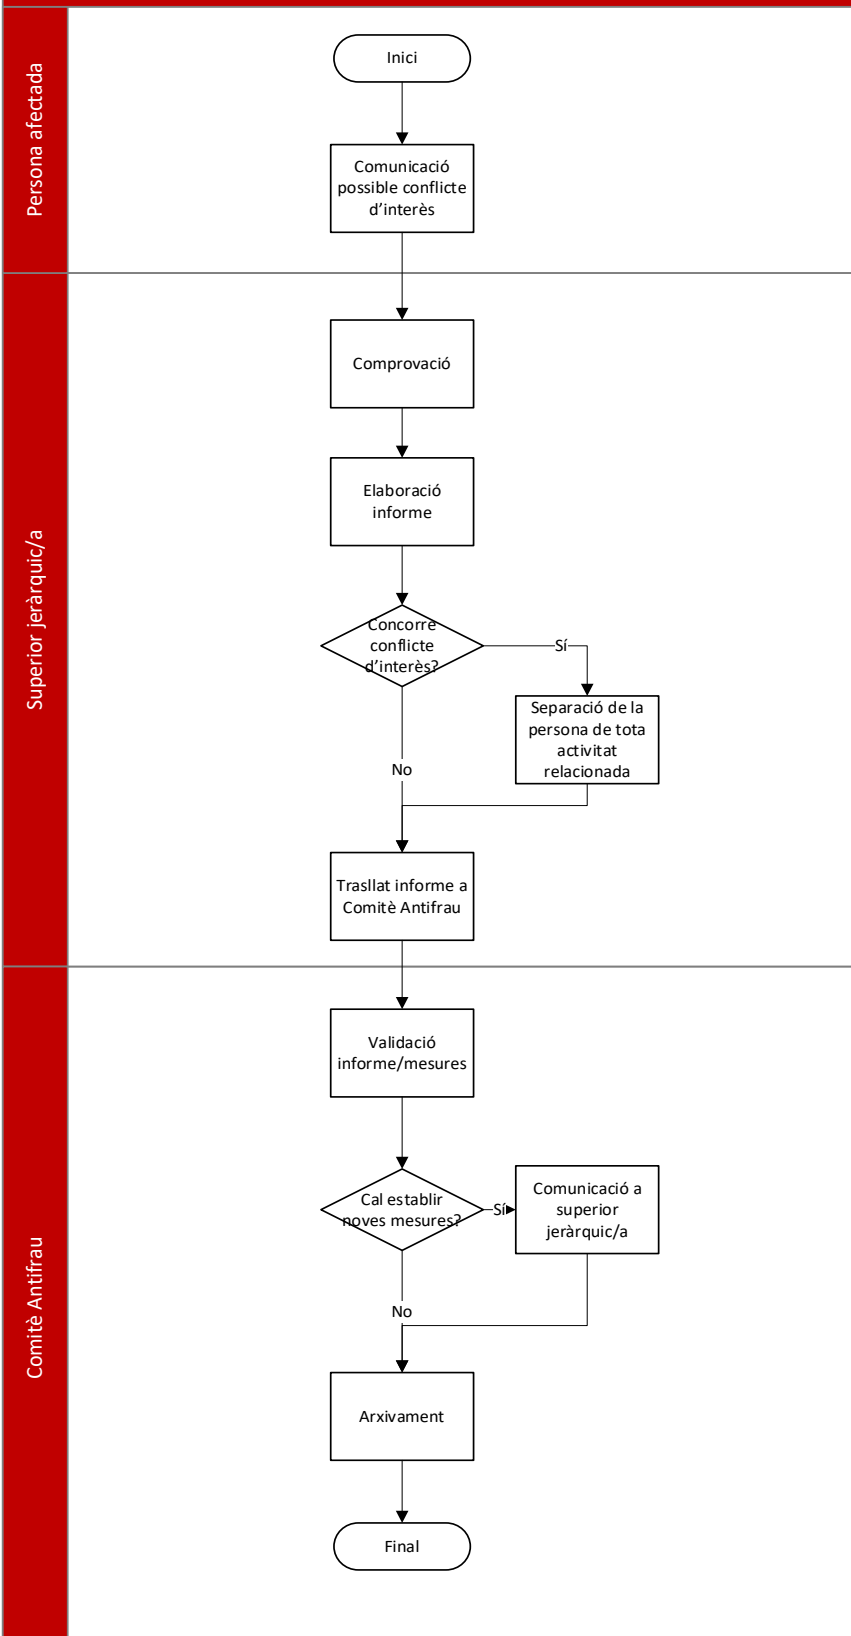 Persona afectada
Inici
Comunicació
possible conflicte
d’interès
Superior jeràrquic/a
Comprovació
Elaboració
informe
Concorre
conflicte
d’interès?
Sí
Separació de la
persona de tota
activitat
relacionada
No
Trasllat informe a
Comitè Antifrau
Comitè Antifrau
Validació
informe/mesures
Cal establir
noves mesures?
Sí
Comunicació a
superior
jeràrquic/a
No
Arxivament
Final